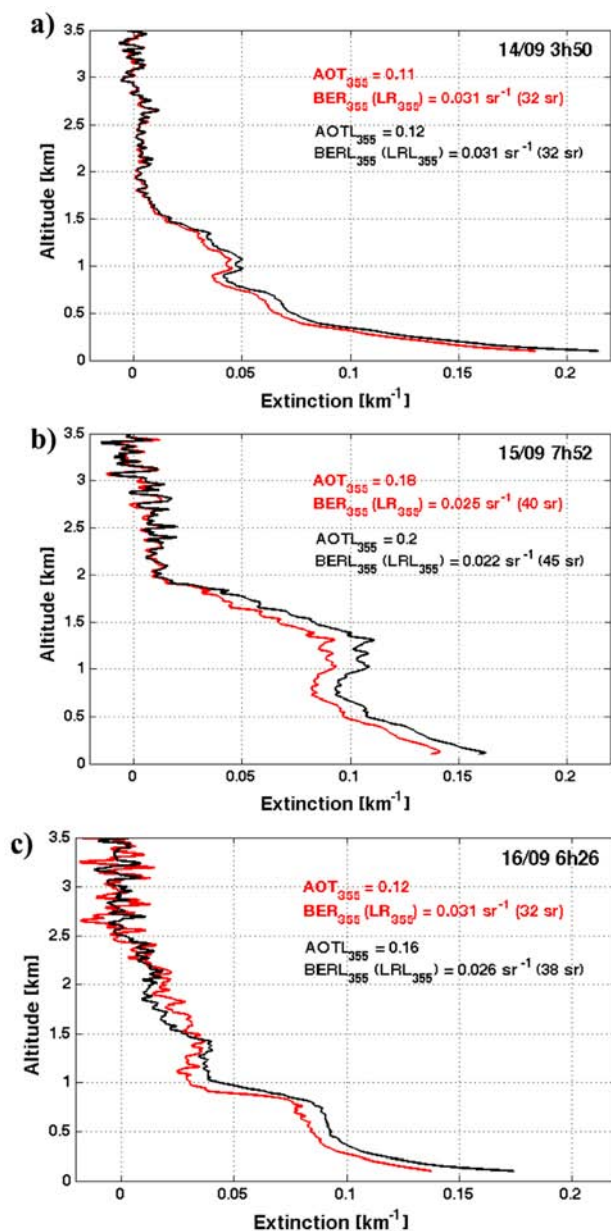 a)
14/09 3h50
AOT355 = 0.11
BER355 (LR355) = 0.031 sr-1 (32 sr)
AOTL355 = 0.12
BERL355 (LRL355) = 0.031 sr-1 (32 sr)
3.5
3
2.5
2
1.5
1
0.5
0
Altitude [km]
0 0.05 0.1 0.15 0.2
Extinction [km-1]
b)
15/09 7h52
AOT355 = 0.18
BER355 (LR355) = 0.025 sr-1 (40 sr)
AOTL355 = 0.2
BERL355 (LRL355) = 0.022 sr-1 (45 sr)
3.5
3
2.5
2
1.5
1
0.5
0
Altitude [km]
0 0.05 0.1 0.15 0.2
Extinction [km-1]
c)
16/09 6h26
AOT355 = 0.12
BER355 (LR355) = 0.031 sr-1 (32 sr)
AOTL355 = 0.16
BERL355 (LRL355) = 0.026 sr-1 (38 sr)
3.5
3
2.5
2
1.5
1
0.5
0
Altitude [km]
0 0.05 0.1 0.15 0.2
Extinction [km-1]